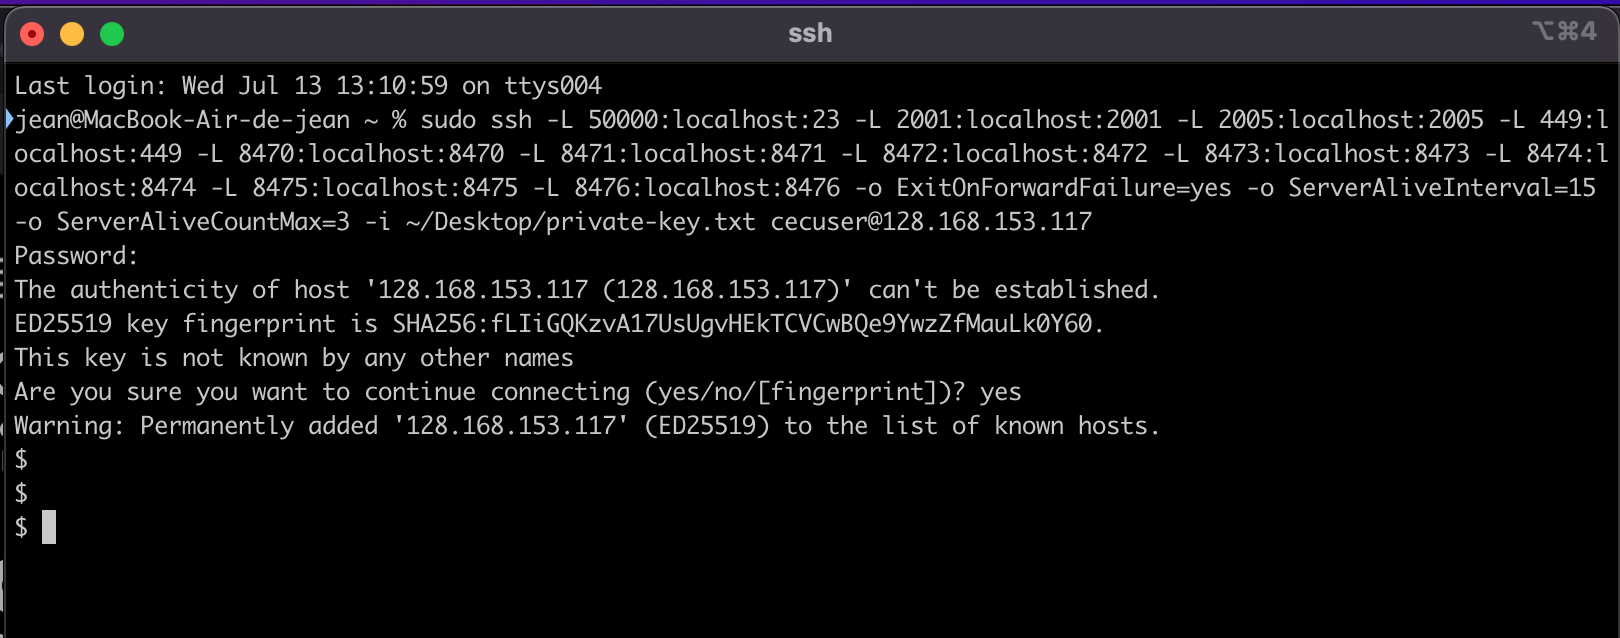 ssh
⌥⌘4
Last login: Wed Jul 13 13:10:59 on ttys004
jean@MacBook-Air-de-jean ~ % sudo ssh -L 50000:localhost:23 -L 2001:localhost:2001 -L 2005:localhost:2005 -L 449:l
ocalhost:449 -L 8470:localhost:8470 -L 8471:localhost:8471 -L 8472:localhost:8472 -L 8473:localhost:8473 -L 8474:l
ocalhost:8474 -L 8475:localhost:8475 -L 8476:localhost:8476 -o ExitOnForwardFailure=yes -o ServerAliveInterval=15
-o ServerAliveCountMax=3 -i ~/Desktop/private-key.txt cecuser@128.168.153.117
Password:
The authenticity of host '128.168.153.117 (128.168.153.117)' can't be established.
ED25519 key fingerprint is SHA256:fLIiGQKzvA17UsUgvHEkTCVCwBQe9YwzZfMauLk0Y60.
This key is not known by any other names
Are you sure you want to continue connecting (yes/no/[fingerprint])? yes
Warning: Permanently added '128.168.153.117' (ED25519) to the list of known hosts.
$
$
$